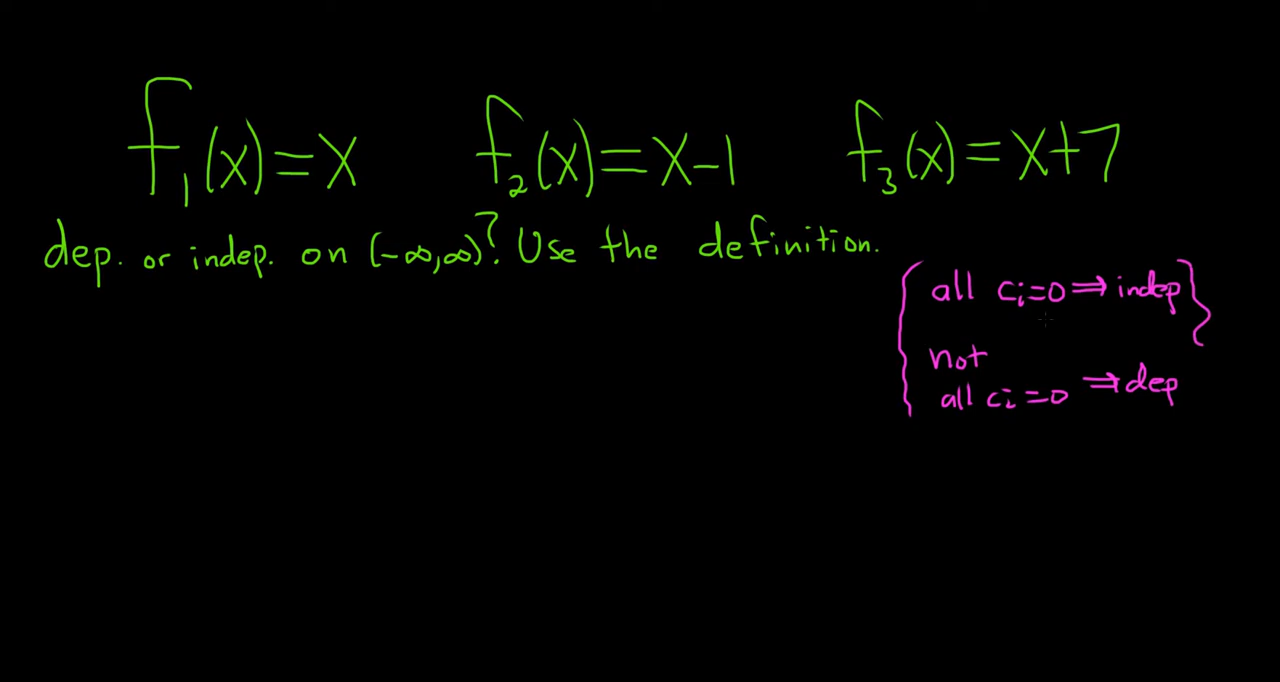 f₁(x)=x f₂(x)=x-1 f₃(x)=x+7
dep. or indep. on (-∞,∞)? Use the definition.
all cᵢ=0 ⇒ indep
not
all cᵢ=0 ⇒ dep